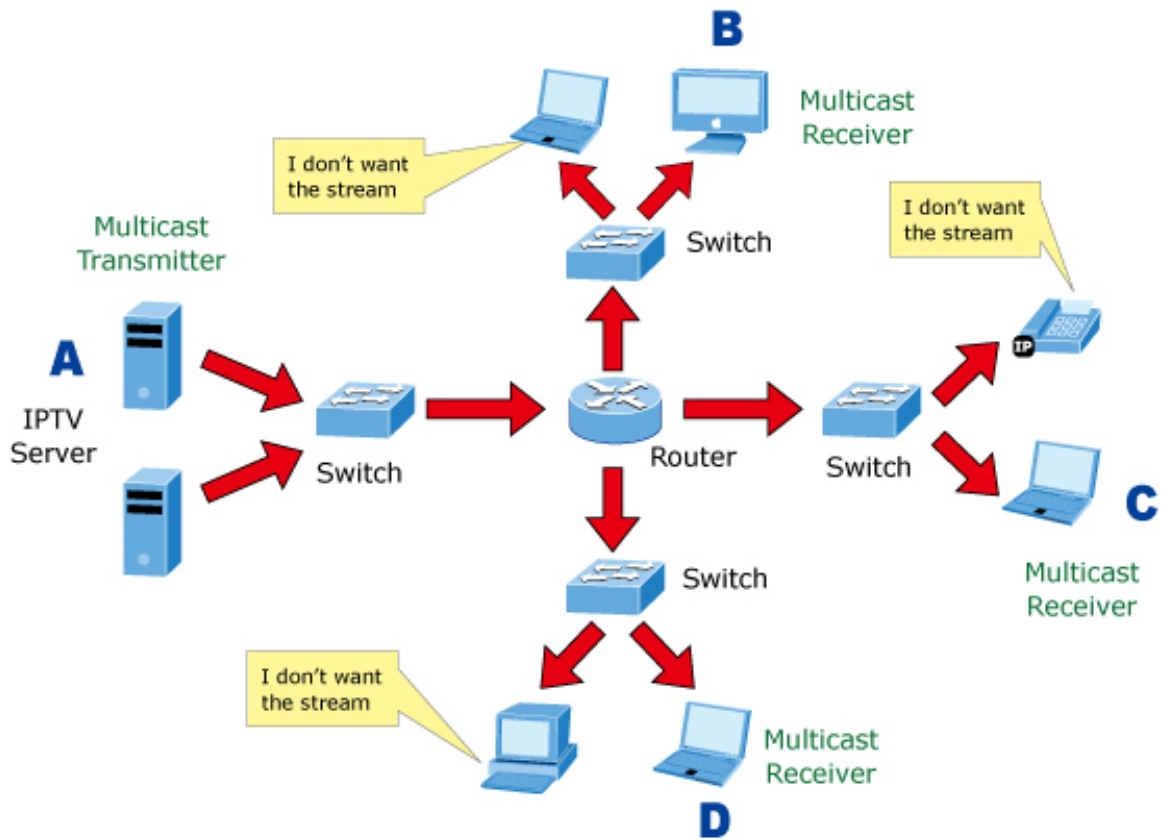 B
Multicast
Receiver
I don't want
the stream
Switch
I don't want
the stream
Multicast
Transmitter
A
IPTV
Server
Switch
Router
Switch
IP
C
Multicast
Receiver
Switch
I don't want
the stream
Multicast
Receiver
D